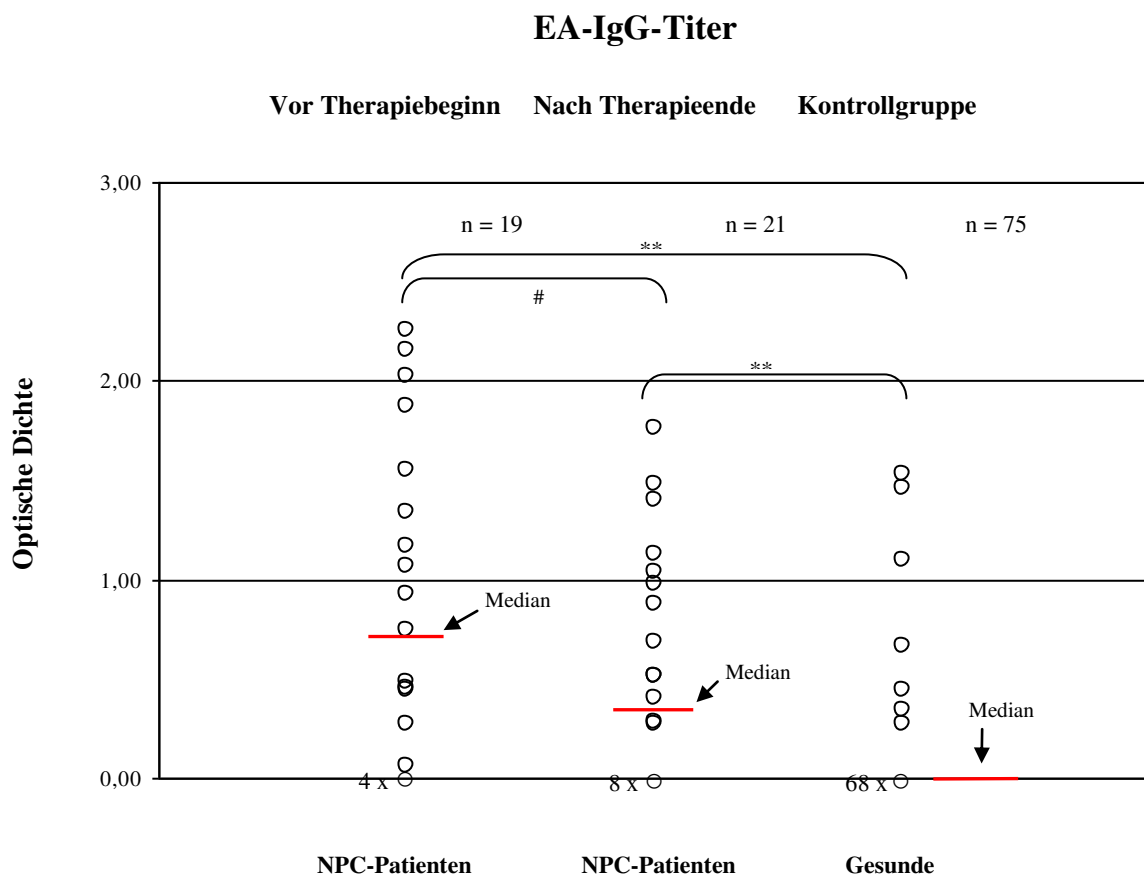 EA-IgG-Titer
Vor Therapiebeginn Nach Therapieende Kontrollgruppe
3,00
n = 19 n = 21 n = 75
**
#
2,00
**
Optische Dichte
1,00
Median
Median
Median
0,00
4 x 8 x 68 x
NPC-Patienten NPC-Patienten Gesunde